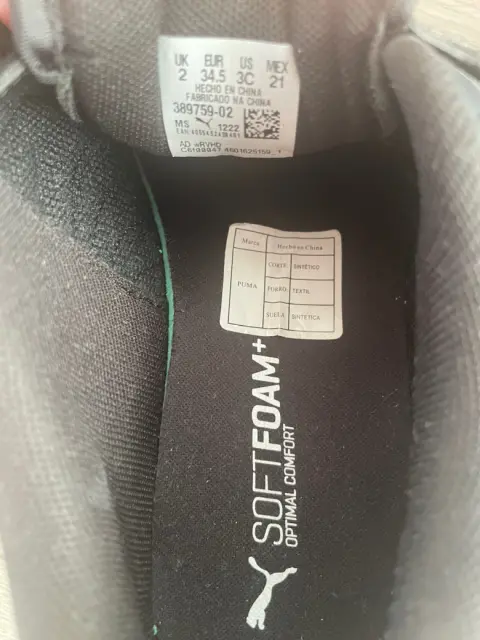 UK EUR US MEX
2 34.5 3C 21
HECHO EN CHINA
FABRICADO NA CHINA
389759-02
MS 1222
Marca Hecho en China
PUMA
CORTE: SINTÉTICO
FORRO: TEXTIL
SUELA: SINTETICA
SOFTFOAM+
OPTIMAL COMFORT